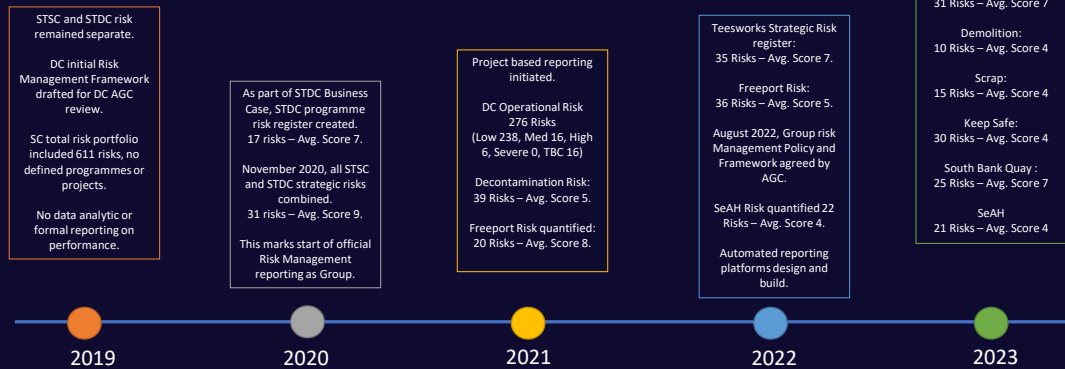 STSC and STDC risk
remained separate.
DC initial Risk
Management Framework
drafted for DC AGC
review.
SC total risk portfolio
included 611 risks, no
defined programmes or
projects.
No data analytic or
formal reporting on
performance.
As part of STDC Business
Case, STDC programme
risk register created.
17 risks – Avg. Score 7.
November 2020, all STSC
and STDC strategic risks
combined.
31 risks – Avg. Score 9.
This marks start of official
Risk Management
reporting as Group.
Project based reporting
initiated.
DC Operational Risk
276 Risks
(Low 238, Med 16, High
6, Severe 0, TBC 16)
Decontamination Risk:
39 Risks – Avg. Score 5.
Freeport Risk quantified:
20 Risks – Avg. Score 8.
Teesworks Strategic Risk
register:
35 Risks – Avg. Score 7.
Freeport Risk:
36 Risks – Avg. Score 5.
August 2022, Group risk
Management Policy and
Framework agreed by
AGC.
SeAH Risk quantified 22
Risks – Avg. Score 4.
Automated reporting
platforms design and
build.
31 Risks – Avg. Score 7
Demolition:
10 Risks – Avg. Score 4
Scrap:
15 Risks – Avg. Score 4
Keep Safe:
30 Risks – Avg. Score 4
South Bank Quay :
25 Risks – Avg. Score 7
SeAH
21 Risks – Avg. Score 4
2019
2020
2021
2022
2023